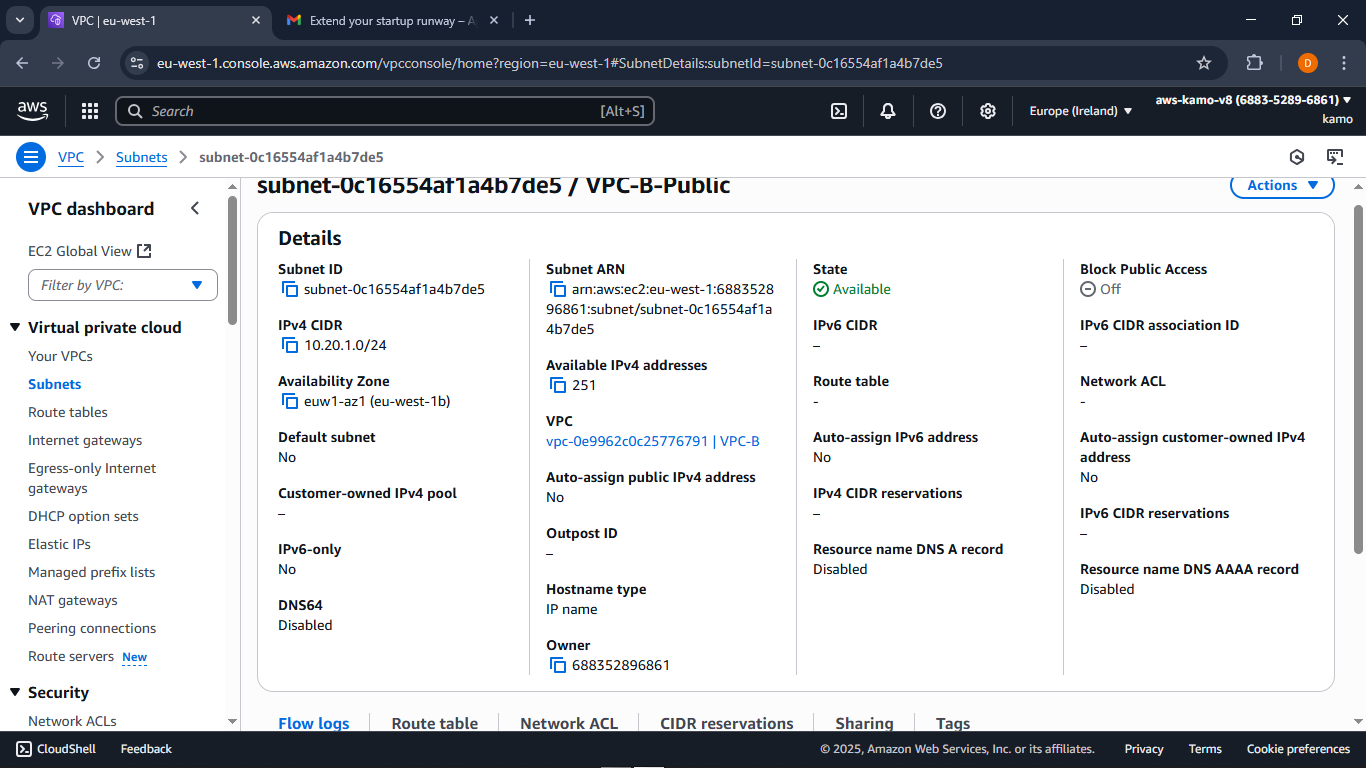 VPC | eu-west-1
Extend your startup runway – A
eu-west-1.console.aws.amazon.com/vpcconsole/home?region=eu-west-1#SubnetDetails:subnetId=subnet-0c16554af1a4b7de5
D
aws
Search
[Alt+S]
Europe (Ireland)
aws-kamo-v8 (6883-5289-6861)
kamo
VPC
Subnets
subnet-0c16554af1a4b7de5
VPC dashboard
EC2 Global View
Filter by VPC:
Virtual private cloud
Your VPCs
Subnets
Route tables
Internet gateways
Egress-only Internet
gateways
DHCP option sets
Elastic IPs
Managed prefix lists
NAT gateways
Peering connections
Route servers New
Security
Network ACLs
subnet-0c16554af1a4b7de5 / VPC-B-Public
Actions
Details
Subnet ID
subnet-0c16554af1a4b7de5
IPv4 CIDR
10.20.1.0/24
Availability Zone
euw1-az1 (eu-west-1b)
Default subnet
No
Customer-owned IPv4 pool
–
IPv6-only
No
DNS64
Disabled
Subnet ARN
arn:aws:ec2:eu-west-1:6883528
96861:subnet/subnet-0c16554af1a
4b7de5
Available IPv4 addresses
251
VPC
vpc-0e9962c0c25776791 | VPC-B
Auto-assign public IPv4 address
No
Outpost ID
–
Hostname type
IP name
Owner
688352896861
State
Available
IPv6 CIDR
–
Route table
-
Auto-assign IPv6 address
No
IPv4 CIDR reservations
–
Resource name DNS A record
Disabled
Block Public Access
Off
IPv6 CIDR association ID
–
Network ACL
-
Auto-assign customer-owned IPv4
address
No
IPv6 CIDR reservations
–
Resource name DNS AAAA record
Disabled
Flow logs
Route table
Network ACL
CIDR reservations
Sharing
Tags
CloudShell
Feedback
© 2025, Amazon Web Services, Inc. or its affiliates.
Privacy
Terms
Cookie preferences